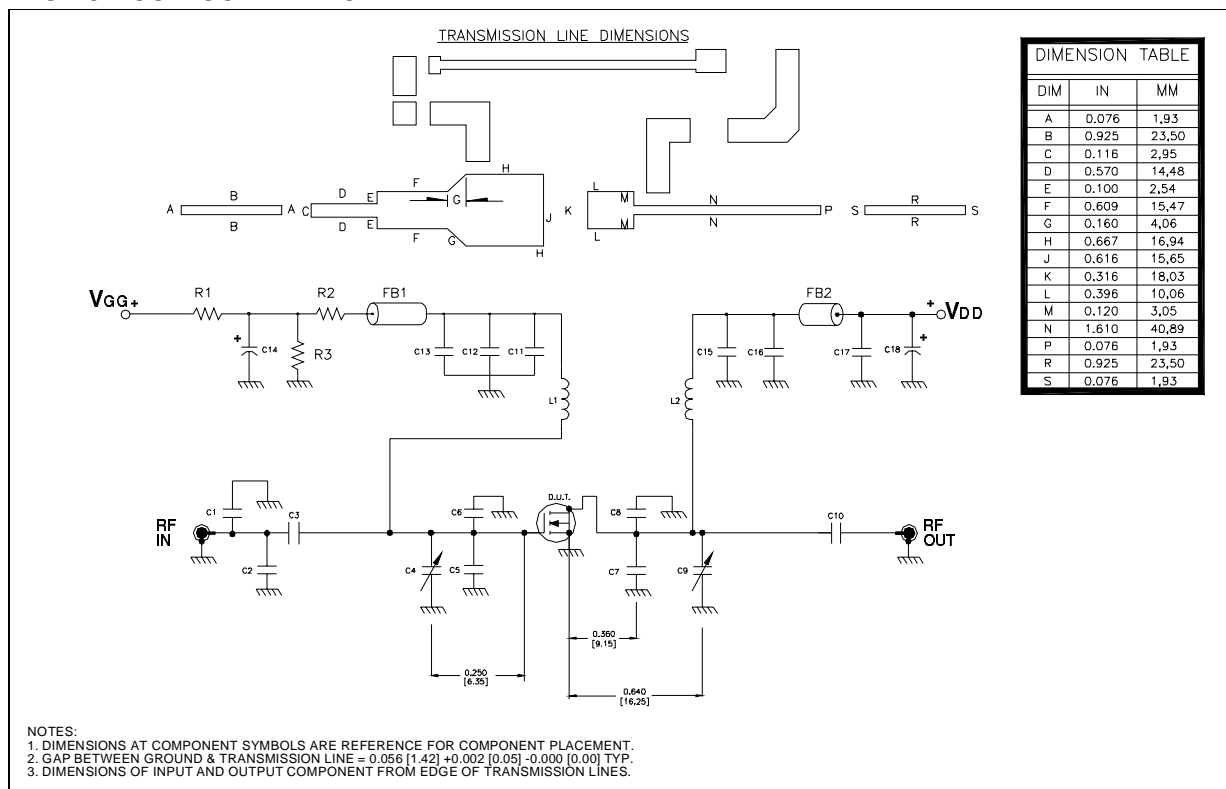 TRANSMISSION LINE DIMENSIONS
DIMENSION TABLE
DIM IN MM
A 0.076 1,93
B 0.925 23,50
C 0.116 2,95
D 0.570 14,48
E 0.100 2,54
F 0.609 15,47
G 0.160 4,06
H 0.667 16,94
J 0.616 15,65
K 0.316 18,03
L 0.396 10,06
M 0.120 3,05
N 1.610 40,89
P 0.076 1,93
R 0.925 23,50
S 0.076 1,93
H
F
G
D
E
B
A
A
C
B
D
E
F
G
H
J
K
L
M
N
L
M
N
P
S
R
R
S
VGG+
R1
R2
FB1
C14
+
R3
C13
C12
C11
L1
FB2
+
VDD
C15
C16
C17
C18
+
L2
RF
IN
C1
C2
C3
C4
C5
C6
D.U.T.
C8
C7
C9
C10
RF
OUT
0.250
[6.35]
0.360
[9.15]
0.640
[16.25]
NOTES:
1. DIMENSIONS AT COMPONENT SYMBOLS ARE REFERENCE FOR COMPONENT PLACEMENT.
2. GAP BETWEEN GROUND & TRANSMISSION LINE = 0.056 [1.42] +0.002 [0.05] -0.000 [0.00] TYP.
3. DIMENSIONS OF INPUT AND OUTPUT COMPONENT FROM EDGE OF TRANSMISSION LINES.